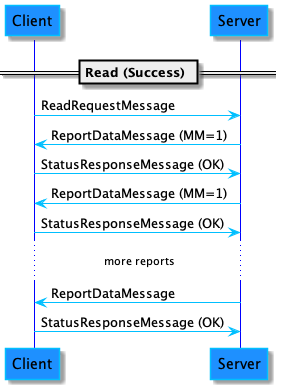 Client Server
Read (Success)
ReadRequestMessage
ReportDataMessage (MM=1)
StatusResponseMessage (OK)
ReportDataMessage (MM=1)
StatusResponseMessage (OK)
more reports
ReportDataMessage
StatusResponseMessage (OK)
Client Server